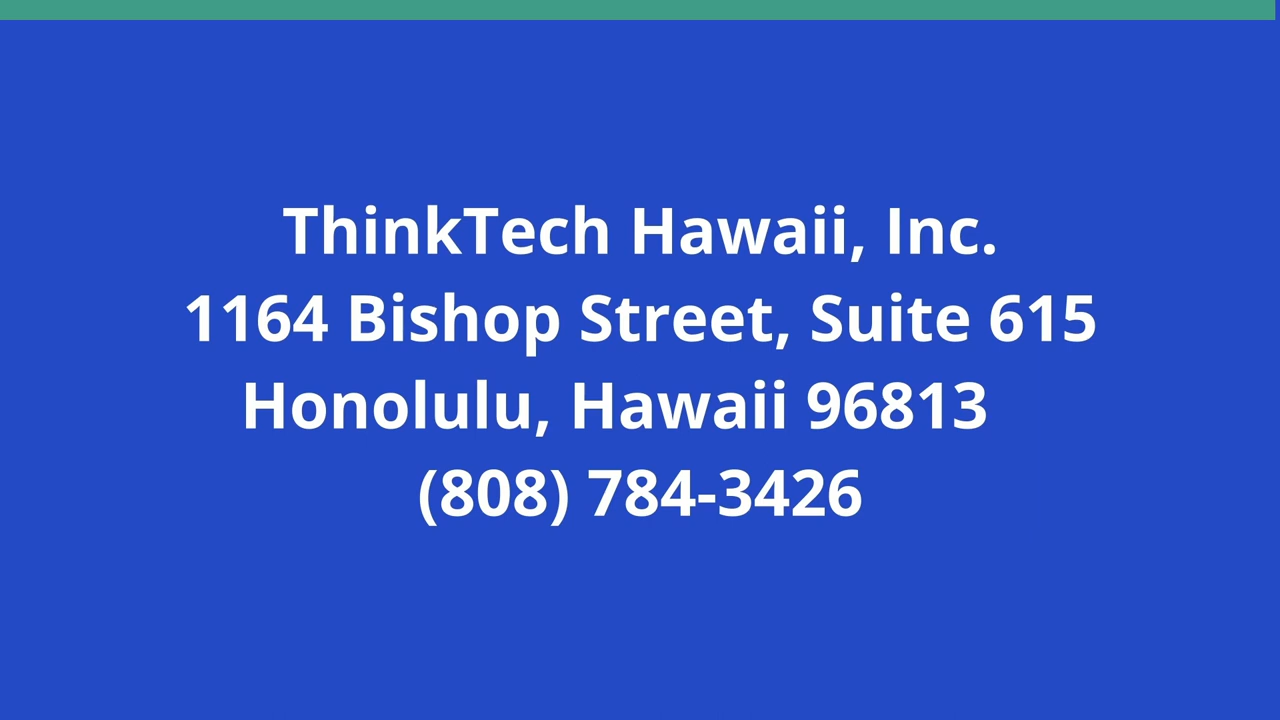 ThinkTech Hawaii, Inc.
1164 Bishop Street, Suite 615
Honolulu, Hawaii 96813
(808) 784-3426